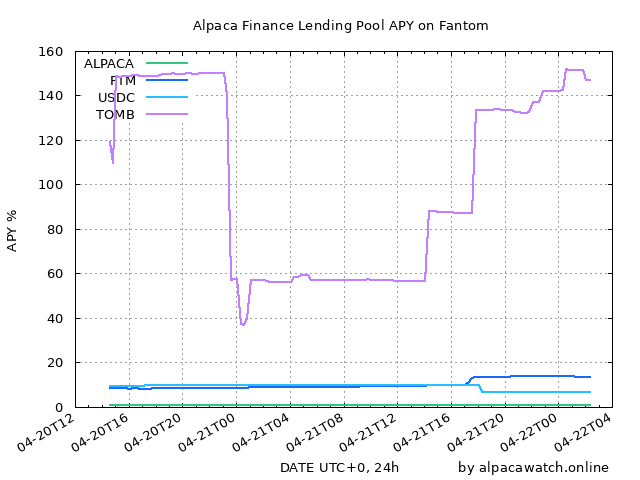 Alpaca Finance Lending Pool APY on Fantom
APY %
160
140
120
100
80
60
40
20
0
ALPACA
FTM
USDC
TOMB
04-20T12
04-20T16
04-20T20
04-21T00
04-21T04
04-21T08
04-21T12
04-21T16
04-21T20
04-22T00
04-22T04
DATE UTC+0, 24h
by alpacawatch.online